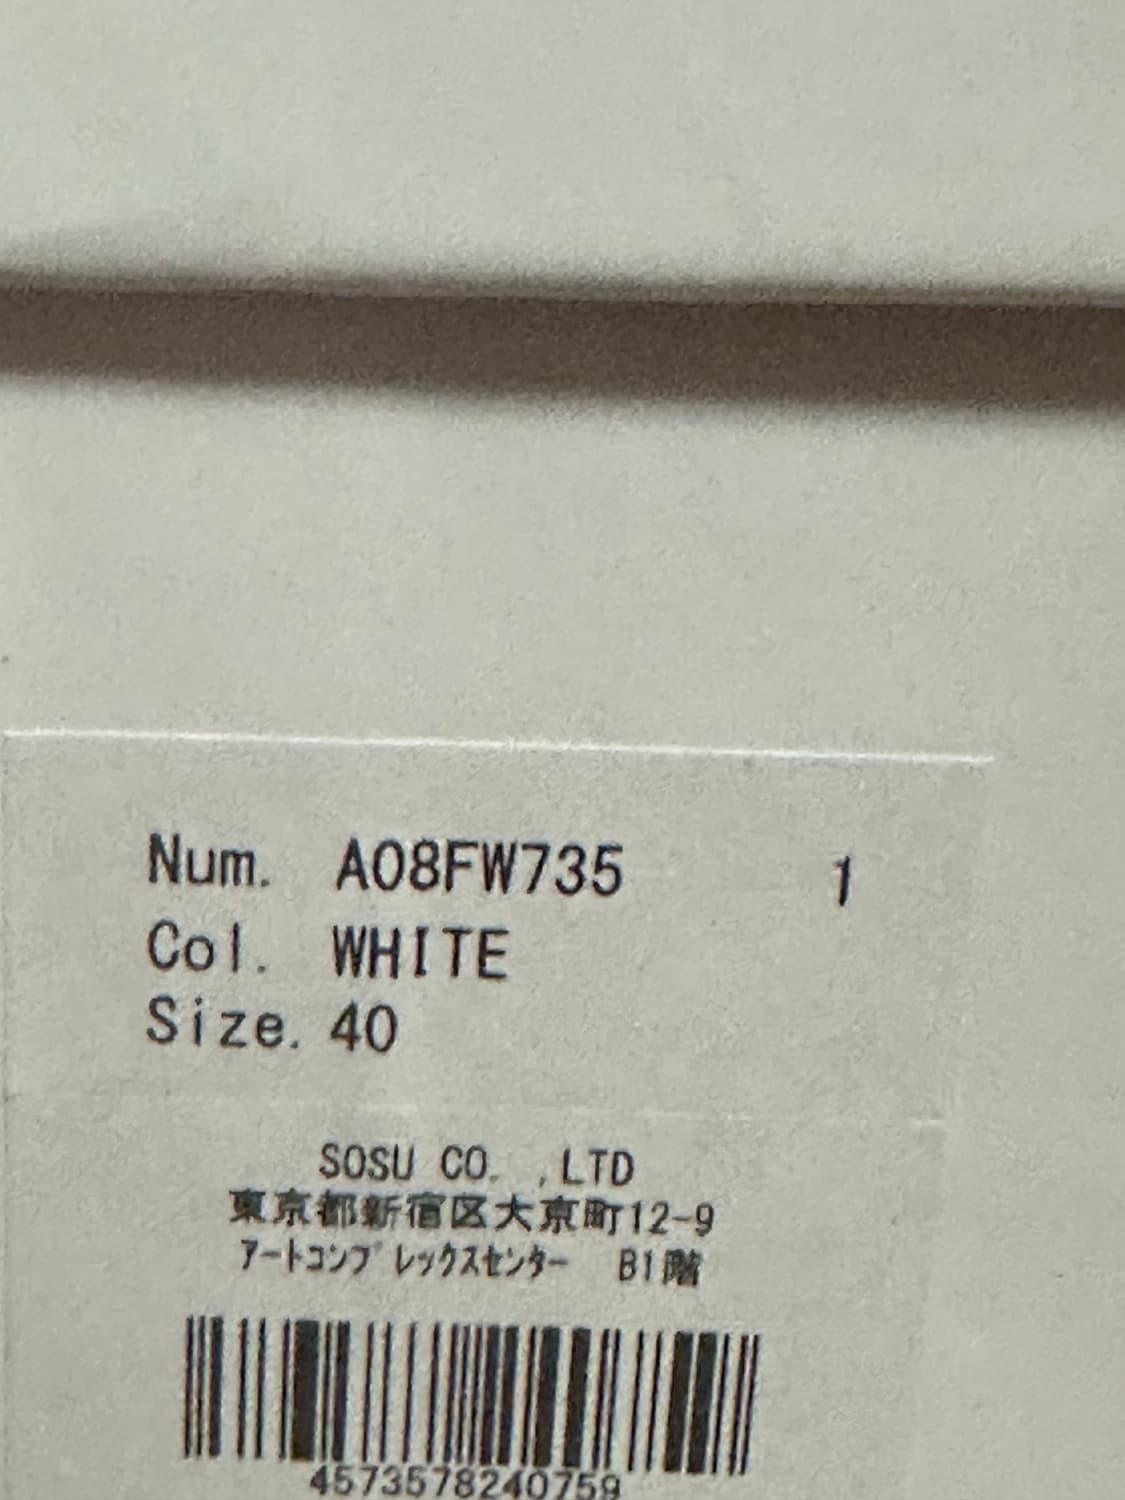 Num. A08FW735 1
Col. WHITE
Size. 40
SOSU CO. ,LTD
東京都新宿区大京町12-9
ｱｰﾄｺﾝﾌﾟﾚｯｸｽｾﾝﾀｰ B1階
4573578240759